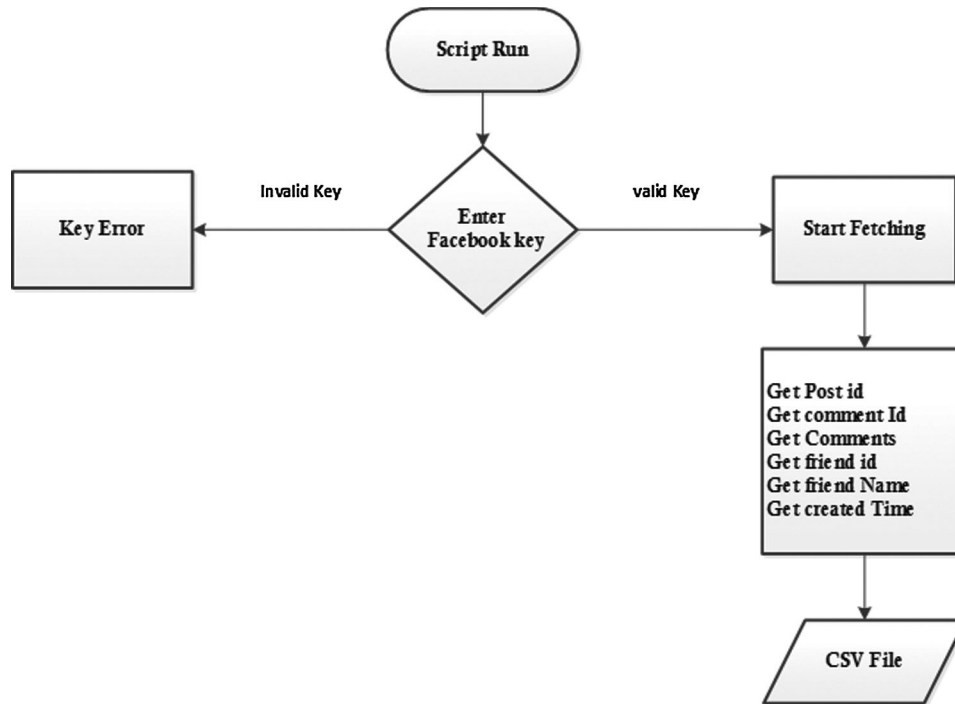 Script Run
Invalid Key
valid Key
Key Error
Enter
Facebook key
Start Fetching
Get Post id
Get comment Id
Get Comments
Get friend id
Get friend Name
Get created Time
CSV File